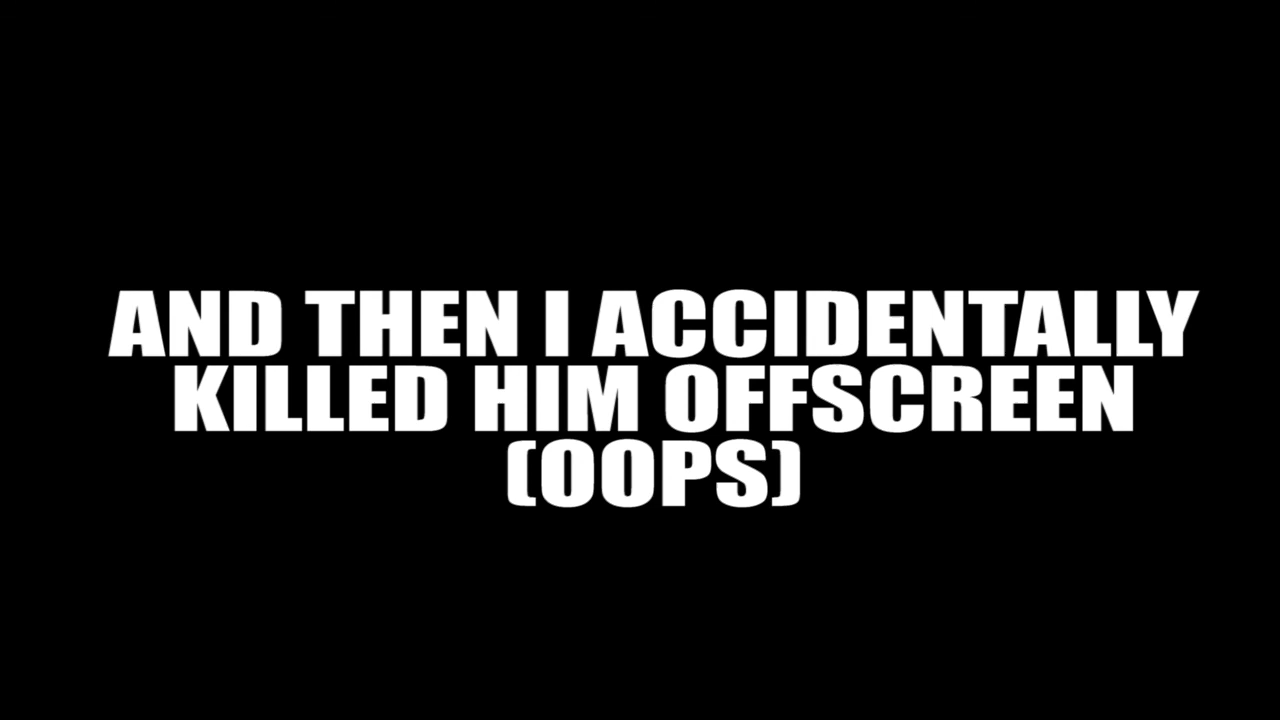 AND THEN I ACCIDENTALLY
KILLED HIM OFFSCREEN
(OOPS)